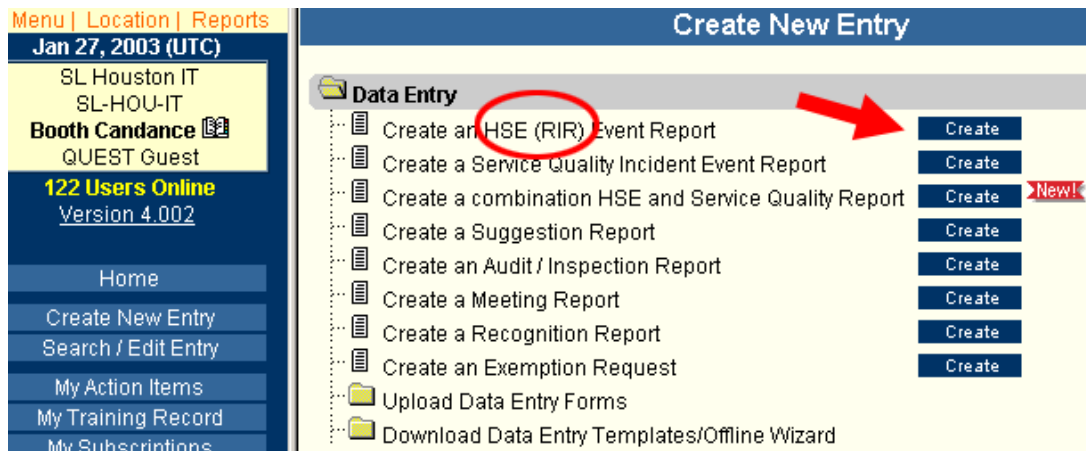 Menu | Location | Reports
Jan 27, 2003 (UTC)
SL Houston IT
SL-HOU-IT
Booth Candance
QUEST Guest
122 Users Online
Version 4.002
Home
Create New Entry
Search / Edit Entry
My Action Items
My Training Record
My Subscriptions
Create New Entry
Data Entry
Create an HSE (RIR) Event Report Create
Create a Service Quality Incident Event Report Create
Create a combination HSE and Service Quality Report Create New!
Create a Suggestion Report Create
Create an Audit / Inspection Report Create
Create a Meeting Report Create
Create a Recognition Report Create
Create an Exemption Request Create
Upload Data Entry Forms
Download Data Entry Templates/Offline Wizard